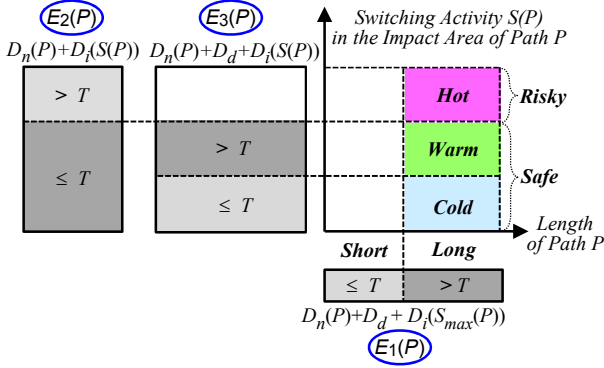 E2(P)
Dn(P)+Di(S(P))
> T
≤ T
E3(P)
Dn(P)+Dd+Di(S(P))
> T
≤ T
Switching Activity S(P)
in the Impact Area of Path P
Hot
Risky
Warm
Safe
Cold
Length
of Path P
Short
Long
≤ T
> T
Dn(P)+Dd + Di(Smax(P))
E1(P)